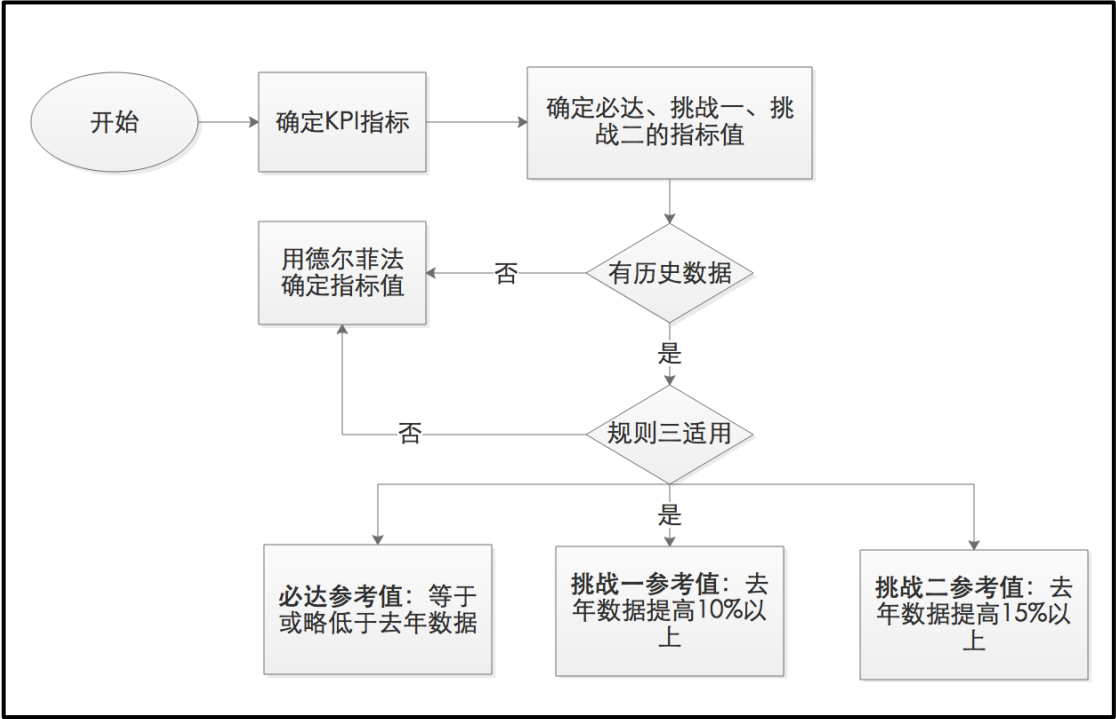 开始
确定KPI指标
确定必达、挑战一、挑
战二的指标值
用德尔菲法
确定指标值
否
有历史数据
是
否
规则三适用
是
必达参考值：等于
或略低于去年数据
挑战一参考值：去
年数据提高10%以
上
挑战二参考值：去
年数据提高15%以
上